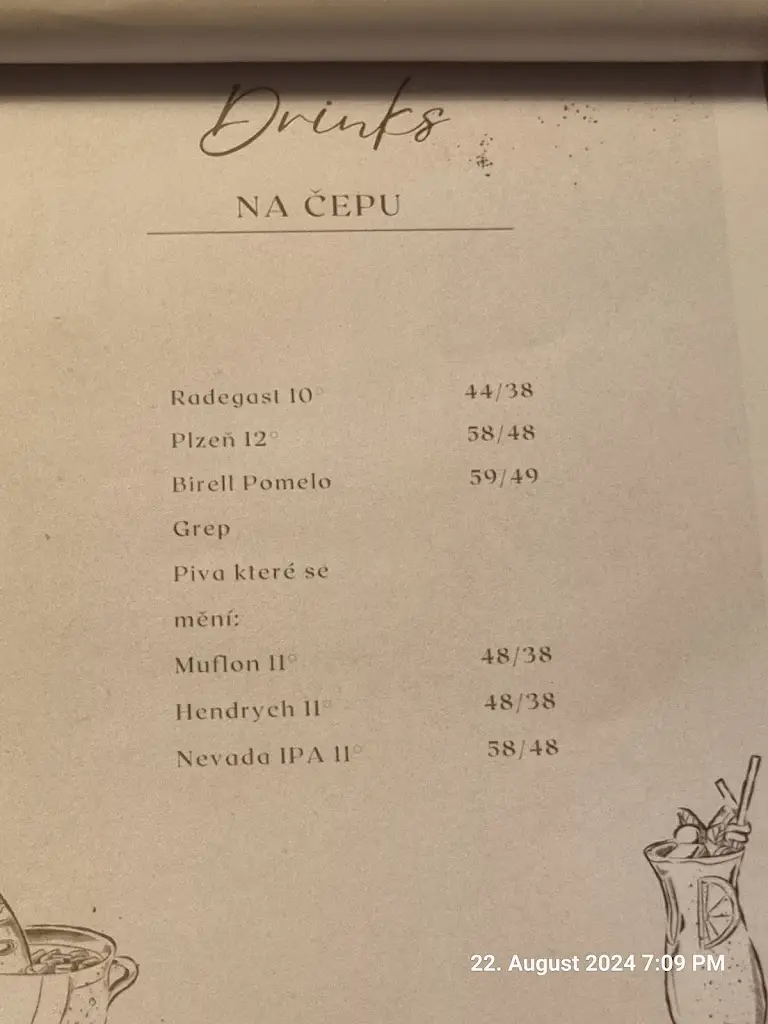 Drinks
NA ČEPU
Radegast 10° 44/38
Plzeň 12° 58/48
Birell Pomelo 59/49
Grep
Piva které se
mění:
Muflon 11° 48/38
Hendrych 11° 48/38
Nevada IPA 11° 58/48
22. August 2024 7:09 PM